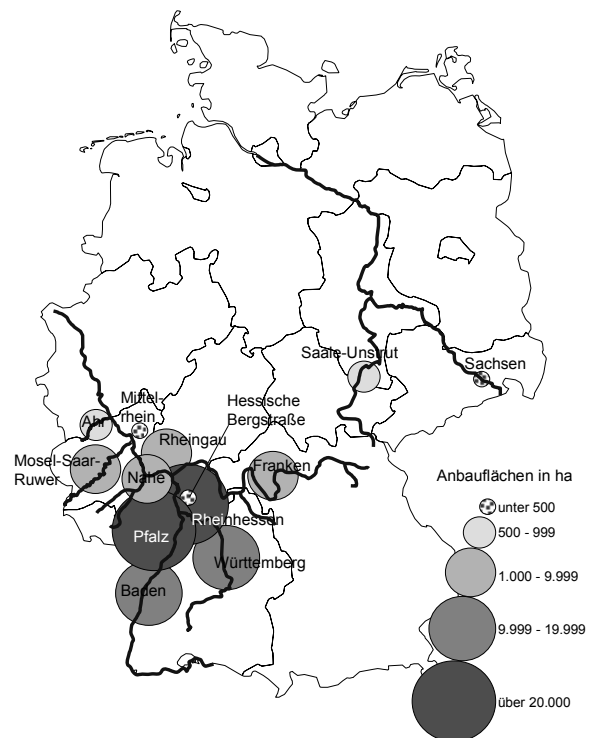 Saale-Unstrut
Sachsen
Mittel-
rhein
Hessische
Bergstraße
Ahr
Rheingau
Mosel-Saar-
Ruwer
Nahe
Franken
Anbauflächen in ha
unter 500
Rheinhessen
500 - 999
Pfalz
Württemberg
1.000 - 9.999
Baden
9.999 - 19.999
über 20.000